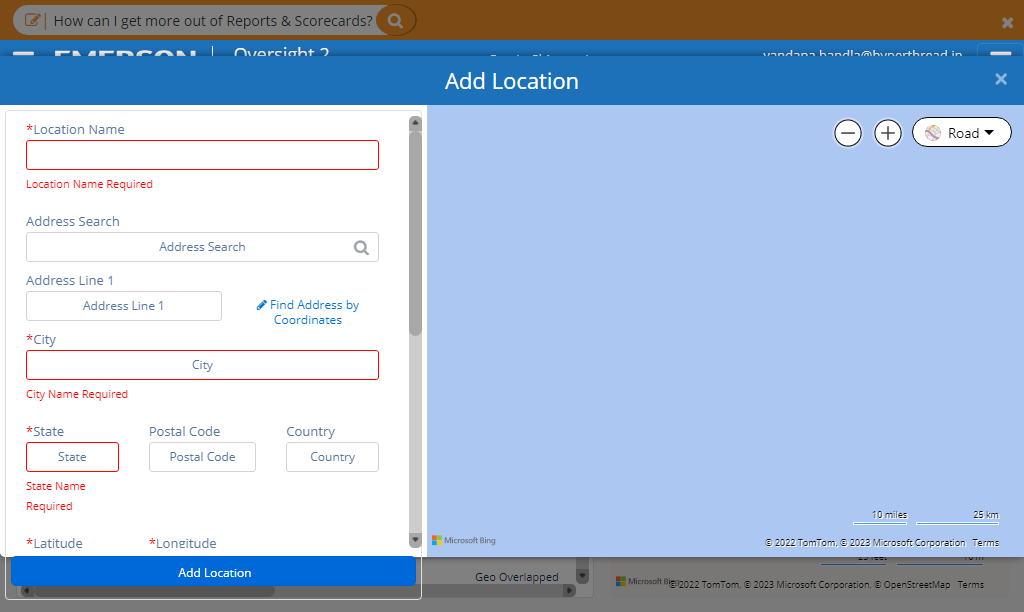 How can I get more out of Reports & Scorecards?
EMERSON Oversight 2 vandana.bandla@hyperthread.in
Add Location
*Location Name
Location Name Required
Address Search
Address Search
Address Line 1
Address Line 1
Find Address by
Coordinates
*City
City
City Name Required
*State Postal Code Country
State Postal Code Country
State Name
Required
*Latitude *Longitude
Add Location
Road
10 miles 25 km
Microsoft Bing
© 2022 TomTom, © 2023 Microsoft Corporation Terms
Geo Overlapped
Microsoft Bing
© 2022 TomTom, © 2023 Microsoft Corporation, © OpenStreetMap Terms